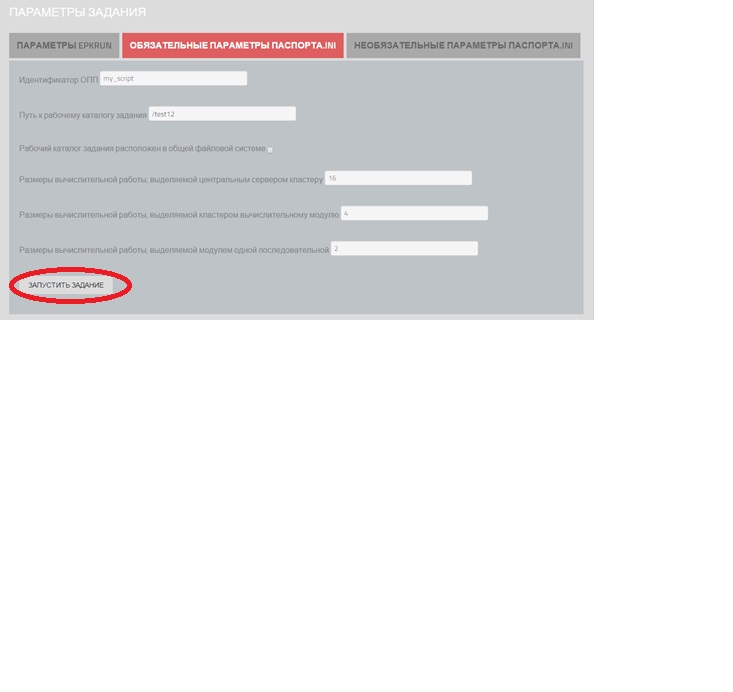 ПАРАМЕТРЫ ЗАДАНИЯ
ПАРАМЕТРЫ EPKRUN ОБЯЗАТЕЛЬНЫЕ ПАРАМЕТРЫ ПАСПОРТА.INI НЕОБЯЗАТЕЛЬНЫЕ ПАРАМЕТРЫ ПАСПОРТА.INI
Идентификатор ОПП my_script
Путь к рабочему каталогу задания /test12
Рабочий каталог задания расположен в общей файловой системе
Размеры вычислительной работы, выделяемой центральным сервером кластеру 16
Размеры вычислительной работы, выделяемой кластером вычислительному модулю 4
Размеры вычислительной работы, выделяемой модулем одной последовательной 2
ЗАПУСТИТЬ ЗАДАНИЕ